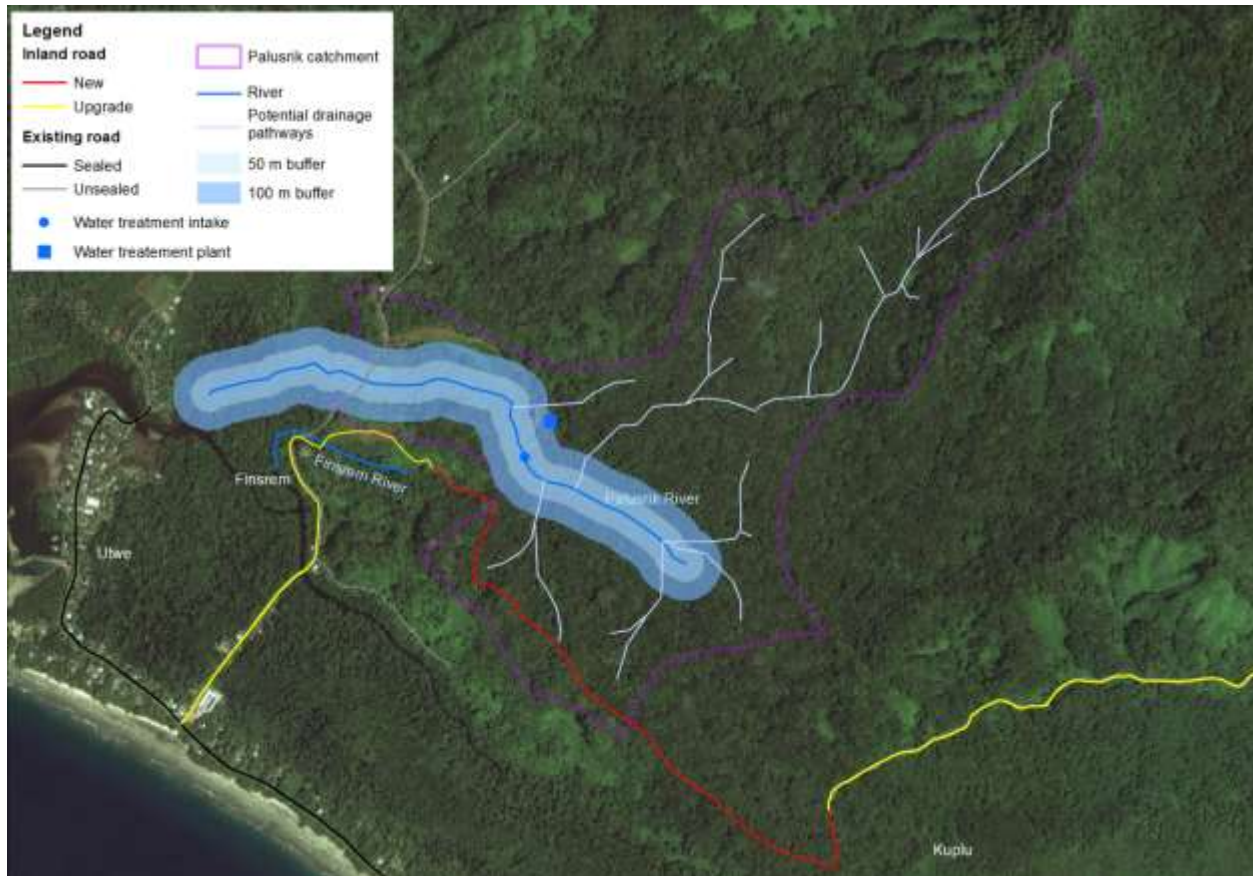 Legend
Inland road
New
Upgrade
Existing road
Sealed
Unsealed
Water treatment intake
Water treatement plant
Palusrik catchment
River
Potential drainage
pathways
50 m buffer
100 m buffer
Finsrem
Finsrem River
Palusrik River
Utwe
Kuplu